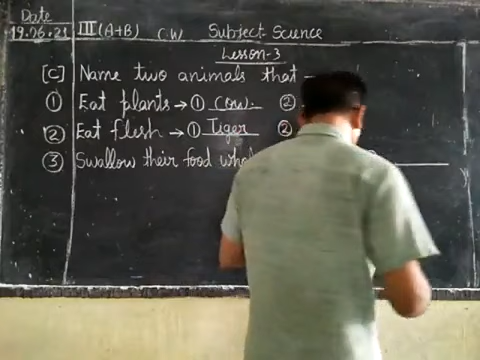 Date
19.06.21 III (A+B) C.W Subject-Science
Lesson-3
[C] Name two animals that -
① Eat plants → ① Cow ②
② Eat flesh → ① Tiger ②
③ Swallow their food